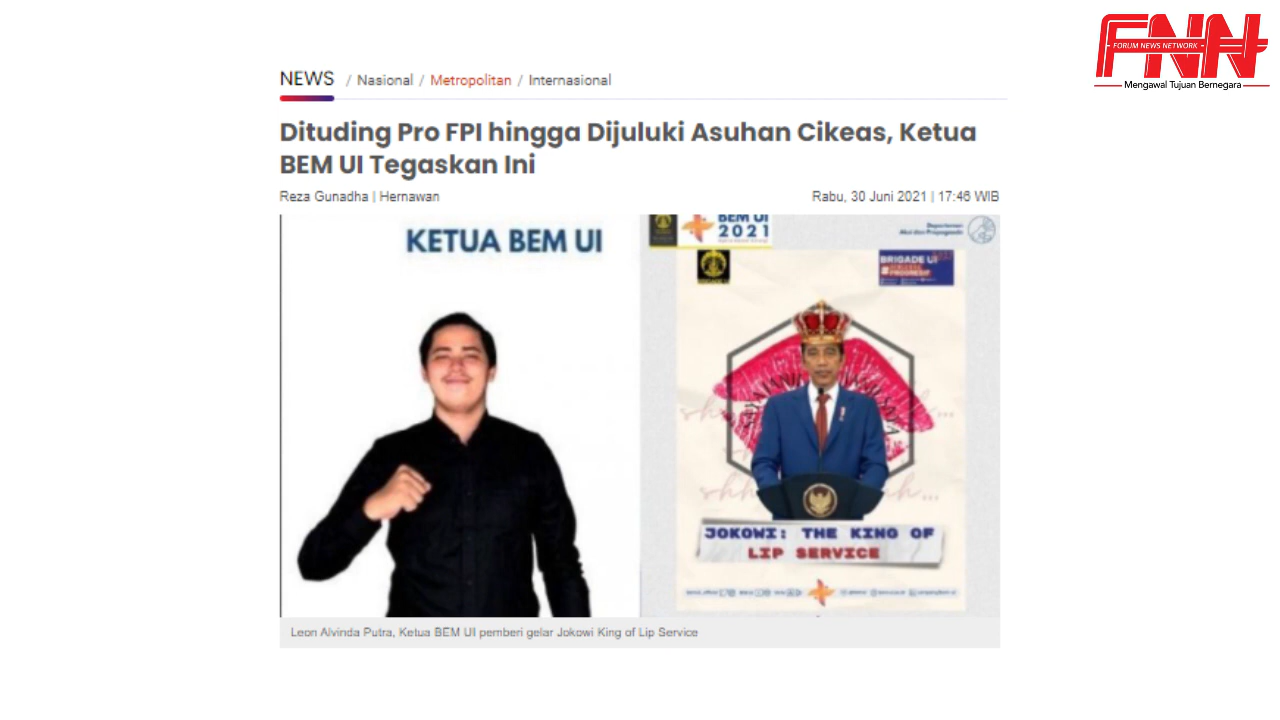 FNN
FORUM NEWS NETWORK
Mengawal Tujuan Bernegara
NEWS / Nasional / Metropolitan / Internasional
Dituding Pro FPI hingga Dijuluki Asuhan Cikeas, Ketua
BEM UI Tegaskan Ini
Reza Gunadha | Hernawan
Rabu, 30 Juni 2021 | 17:46 WIB
KETUA BEM UI
BEM UI
2021
BRIGADE UI
JOKOWI: THE KING OF
LIP SERVICE
Leon Alvinda Putra, Ketua BEM UI pemberi gelar Jokowi King of Lip Service